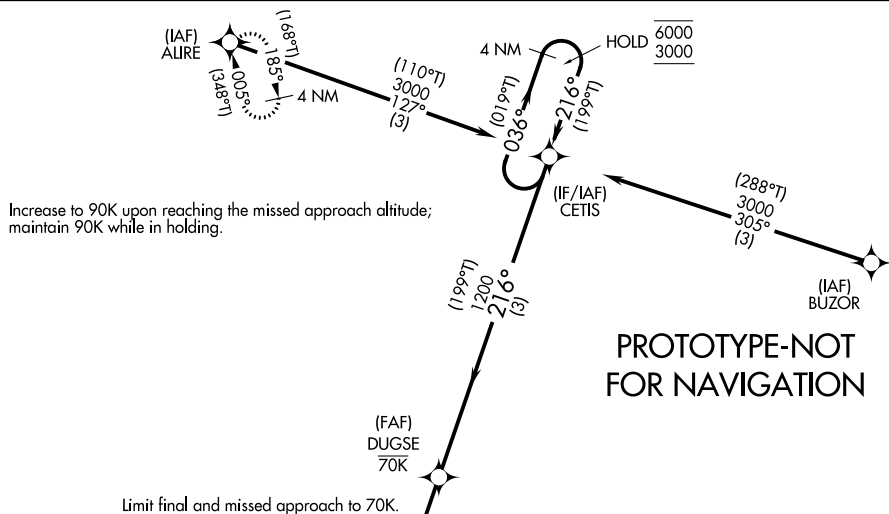 (IAF)
ALIRE
(168°T)
185°
005°
(348°T)
4 NM
(110°T)
3000
127°
(3)
4 NM
HOLD 6000
3000
(019°T)
036°
216°
(199°T)
(IF/IAF)
CETIS
(288°T)
3000
305°
(3)
(IAF)
BUZOR
Increase to 90K upon reaching the missed approach altitude;
maintain 90K while in holding.
(199°T)
1200
216°
(3)
PROTOTYPE-NOT
FOR NAVIGATION
(FAF)
DUGSE
70K
Limit final and missed approach to 70K.